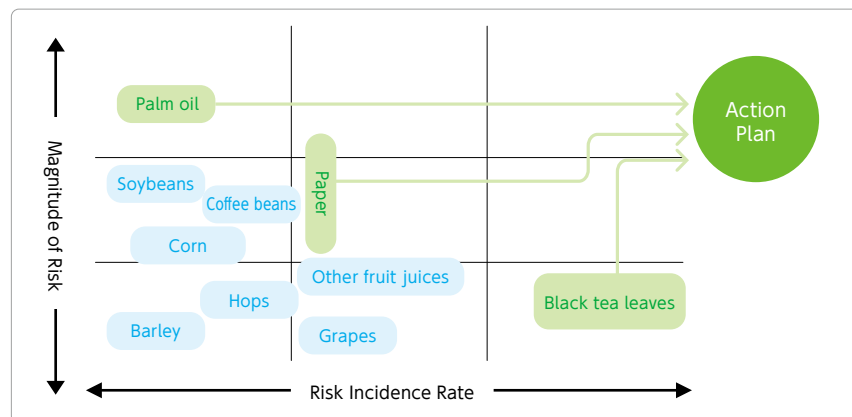 Magnitude of Risk
Palm oil
Action
Plan
Paper
Soybeans
Coffee beans
Corn
Other fruit juices
Hops
Black tea leaves
Barley
Grapes
Risk Incidence Rate